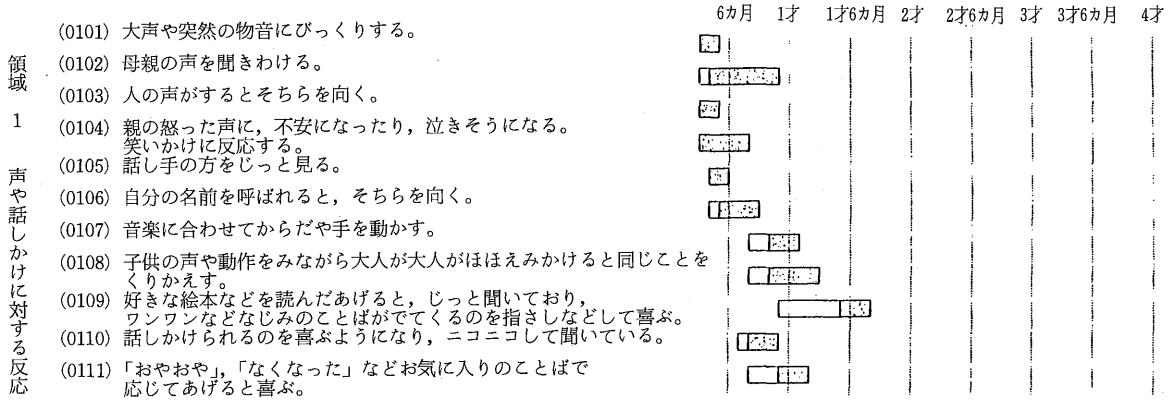 6カ月 1才 1才6カ月 2才 2才6カ月 3才 3才6カ月 4才
領域 1 声や話しかけに対する反応
(0101) 大声や突然の物音にびっくりする。
(0102) 母親の声を聞きわける。
(0103) 人の声がするとそちらを向く。
(0104) 親の怒った声に,不安になったり,泣きそうになる。
笑いかけに反応する。
(0105) 話し手の方をじっと見る。
(0106) 自分の名前を呼ばれると,そちらを向く。
(0107) 音楽に合わせてからだや手を動かす。
(0108) 子供の声や動作をみながら大人が大人がほほえみかけると同じことを
くりかえす。
(0109) 好きな絵本などを読んだあげると,じっと聞いており,
ワンワンなどなじみのことばがでてくるのを指さしなどして喜ぶ。
(0110) 話しかけられるのを喜ぶようになり,ニコニコして聞いている。
(0111) 「おやおや」,「なくなった」などお気に入りのことばで
応じてあげると喜ぶ。